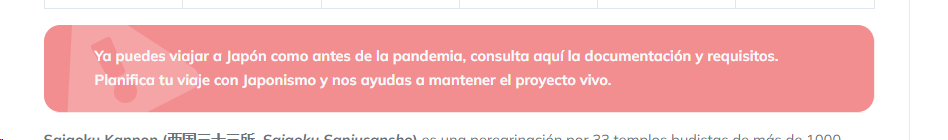 Ya puedes viajar a Japón como antes de la pandemia, consulta aquí la documentación y requisitos.
Planifica tu viaje con Japonismo y nos ayudas a mantener el proyecto vivo.
Saigoku Kannon (西国三十三所, Saigoku Sanjusansho) es una peregrinación por 33 templos budistas de más de 1000